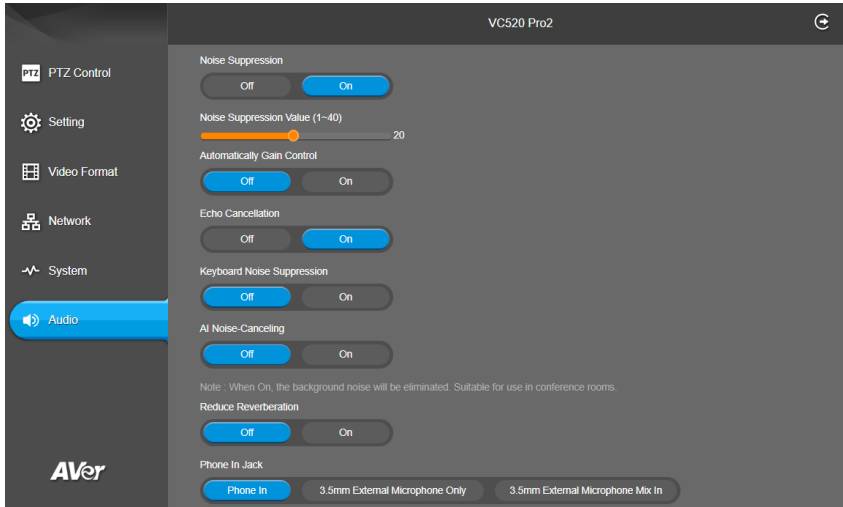 VC520 Pro2
PTZ PTZ Control
Setting
Video Format
Network
System
Audio
AVer
Noise Suppression
Off On
Noise Suppression Value (1~40)
20
Automatically Gain Control
Off On
Echo Cancellation
Off On
Keyboard Noise Suppression
Off On
AI Noise-Canceling
Off On
Note : When On, the background noise will be eliminated. Suitable for use in conference rooms.
Reduce Reverberation
Off On
Phone In Jack
Phone In 3.5mm External Microphone Only 3.5mm External Microphone Mix In